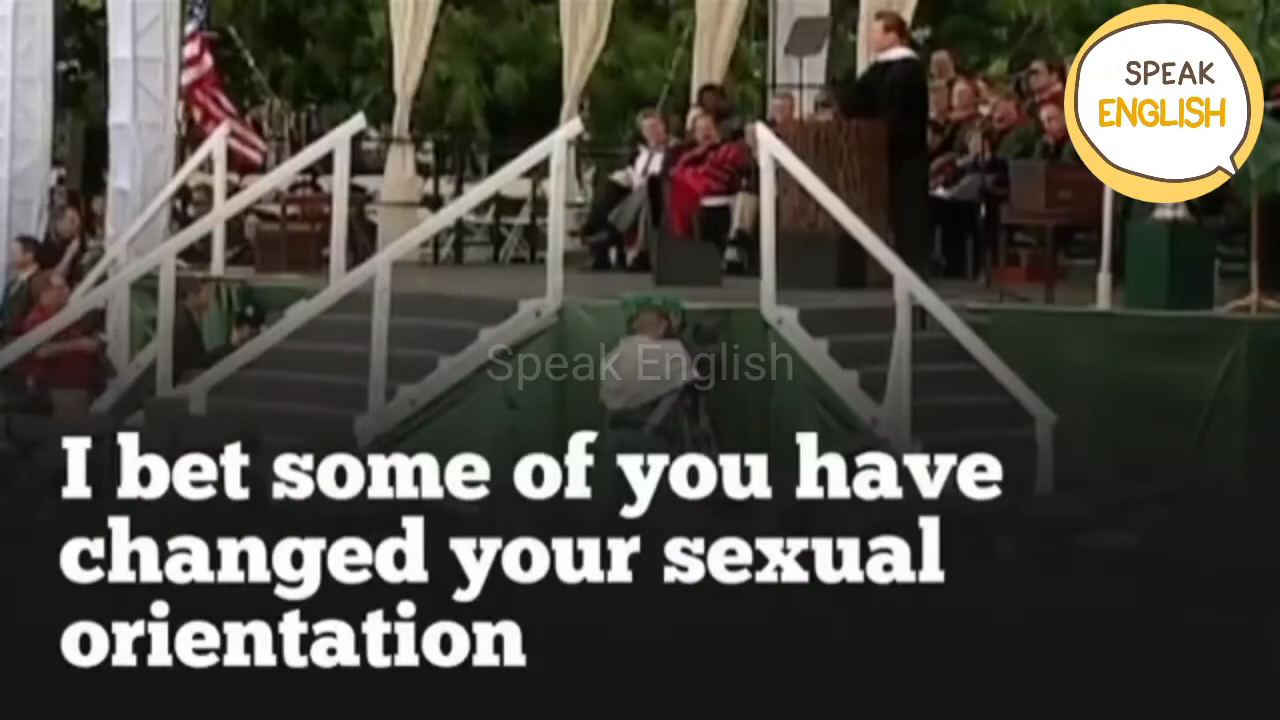 SPEAK
ENGLISH
Speak English
I bet some of you have
changed your sexual
orientation